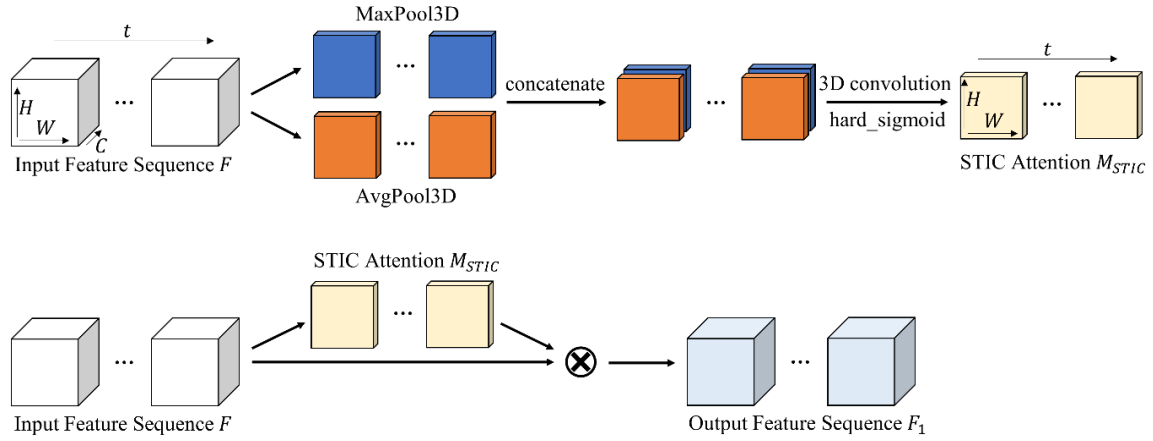 MaxPool3D
t
...
...
...
t
H
W
C
concatenate
3D convolution
hard_sigmoid
...
H
W
...
Input Feature Sequence F
AvgPool3D
STIC Attention M_STIC
STIC Attention M_STIC
...
...
...
Input Feature Sequence F
Output Feature Sequence F_1